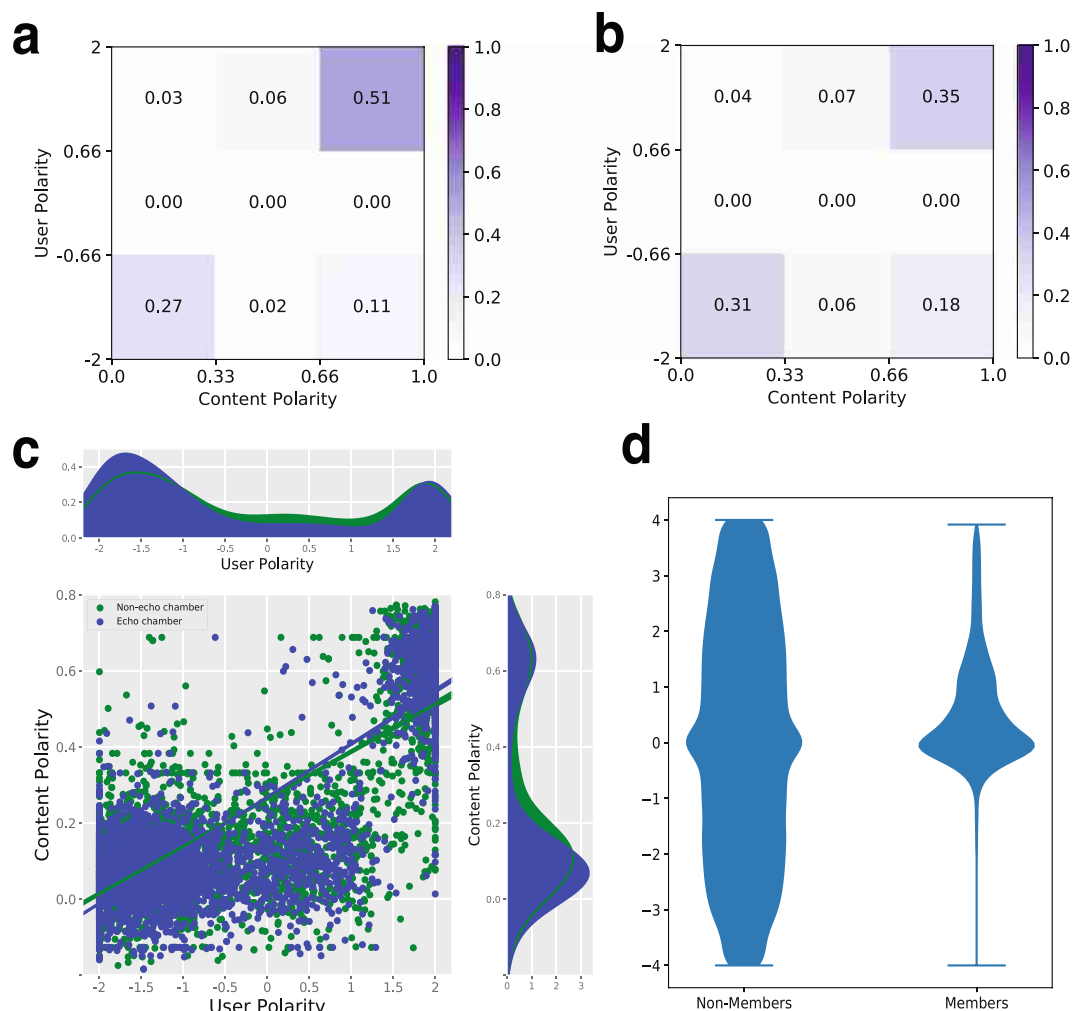 a
2
0.66
-0.66
-2
User Polarity
0.03 0.06 0.51
0.00 0.00 0.00
0.27 0.02 0.11
0.0 0.33 0.66 1.0
Content Polarity
1.0
0.8
0.6
0.4
0.2
0.0
b
2
0.66
-0.66
-2
User Polarity
0.04 0.07 0.35
0.00 0.00 0.00
0.31 0.06 0.18
0.0 0.33 0.66 1.0
Content Polarity
1.0
0.8
0.6
0.4
0.2
0.0
c
0.4
0.2
0.0
-2 -1.5 -1 -0.5 0 0.5 1 1.5 2
User Polarity
Non-echo chamber
Echo chamber
0.8
0.6
0.4
0.2
0.0
Content Polarity
-2 -1.5 -1 -0.5 0 0.5 1 1.5 2
User Polarity
0.8
0.6
0.4
0.2
0.0
Content Polarity
0 1 2 3
d
4
3
2
1
0
−1
−2
−3
−4
Non-Members Members